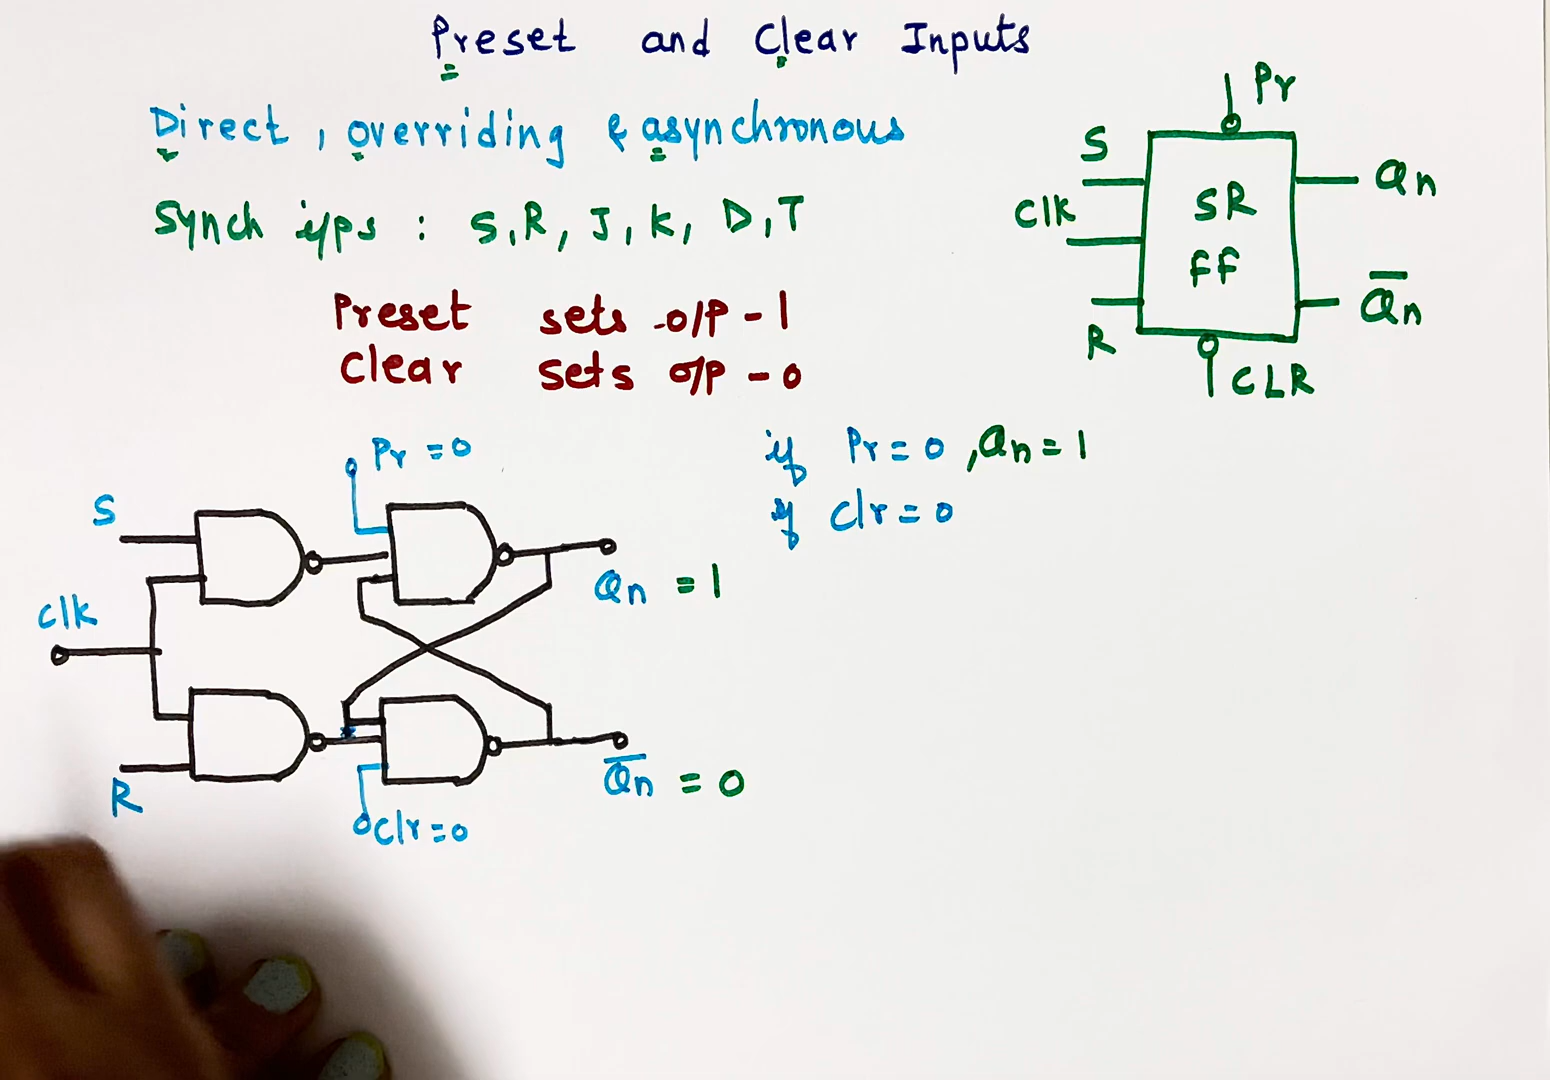 Preset and Clear Inputs
Direct, overriding & asynchronous
Synch i/ps : S, R, J, K, D, T
Preset sets o/p - 1
Clear sets o/p - 0
Pr
S
Clk
R
SR
FF
Qn
Q̅n
CLR
Pr = 0
S
Clk
R
Qn = 1
Q̅n = 0
Clr = 0
if Pr = 0, Qn = 1
if Clr = 0